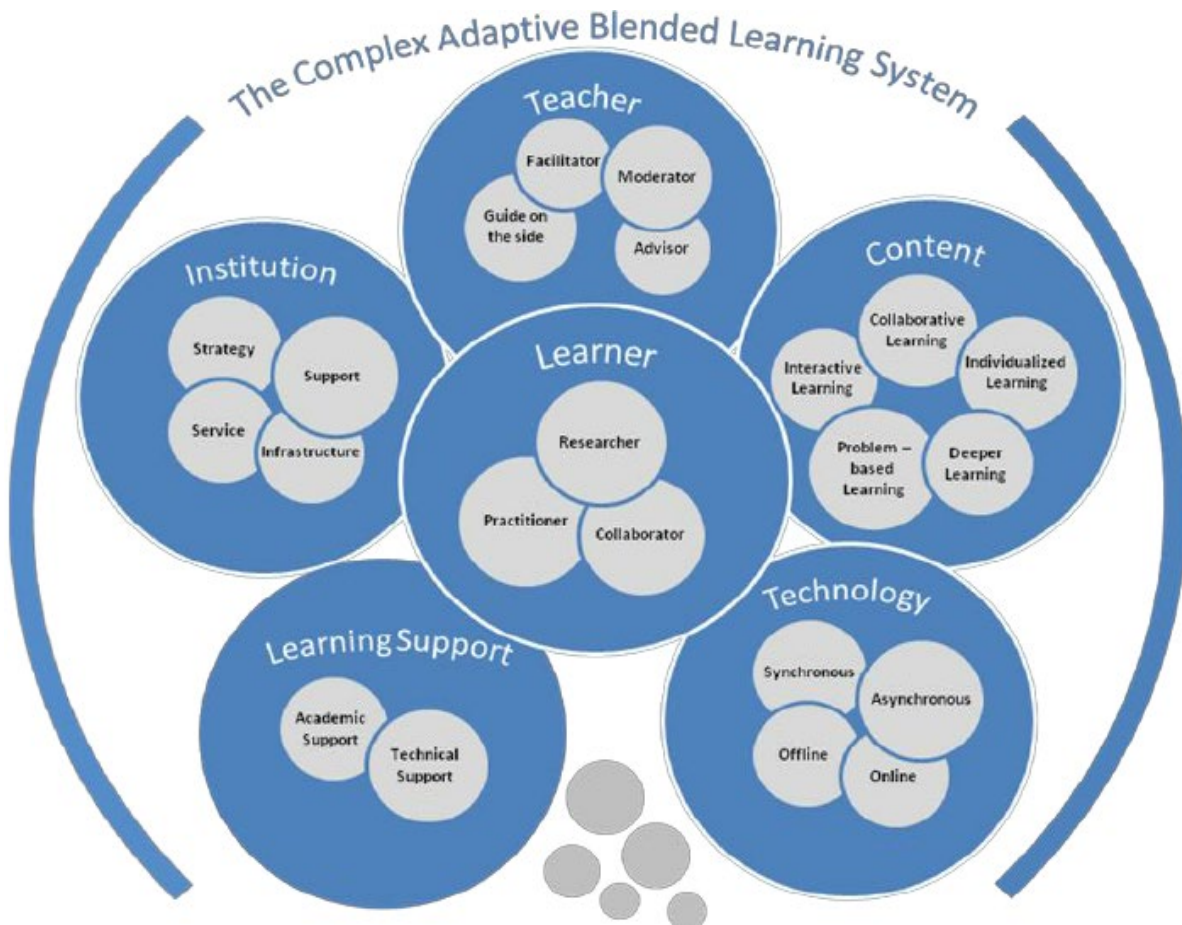 The Complex Adaptive Blended Learning System
Teacher
Facilitator
Moderator
Guide on
the side
Advisor
Institution
Strategy
Support
Service
Infrastructure
Content
Collaborative
Learning
Interactive
Learning
Individualized
Learning
Problem –
based
Learning
Deeper
Learning
Learner
Researcher
Practitioner
Collaborator
Learning Support
Academic
Support
Technical
Support
Technology
Synchronous
Asynchronous
Offline
Online